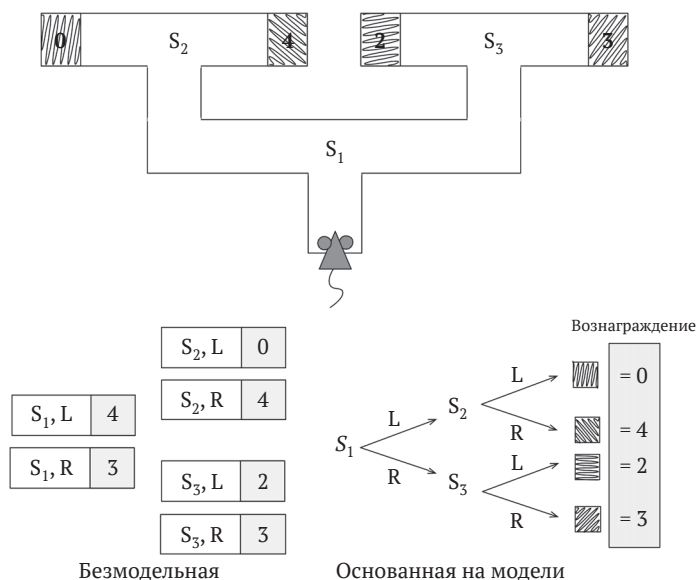 0 S₂ 4 2 S₃ 3
S₁
Вознаграждение
S₂, L 0
S₂, R 4
S₁, L 4
S₁, R 3
S₃, L 2
S₃, R 3
L = 0
S₂
L R = 4
S₁
R L = 2
S₃
R = 3
Безмодельная Основанная на модели